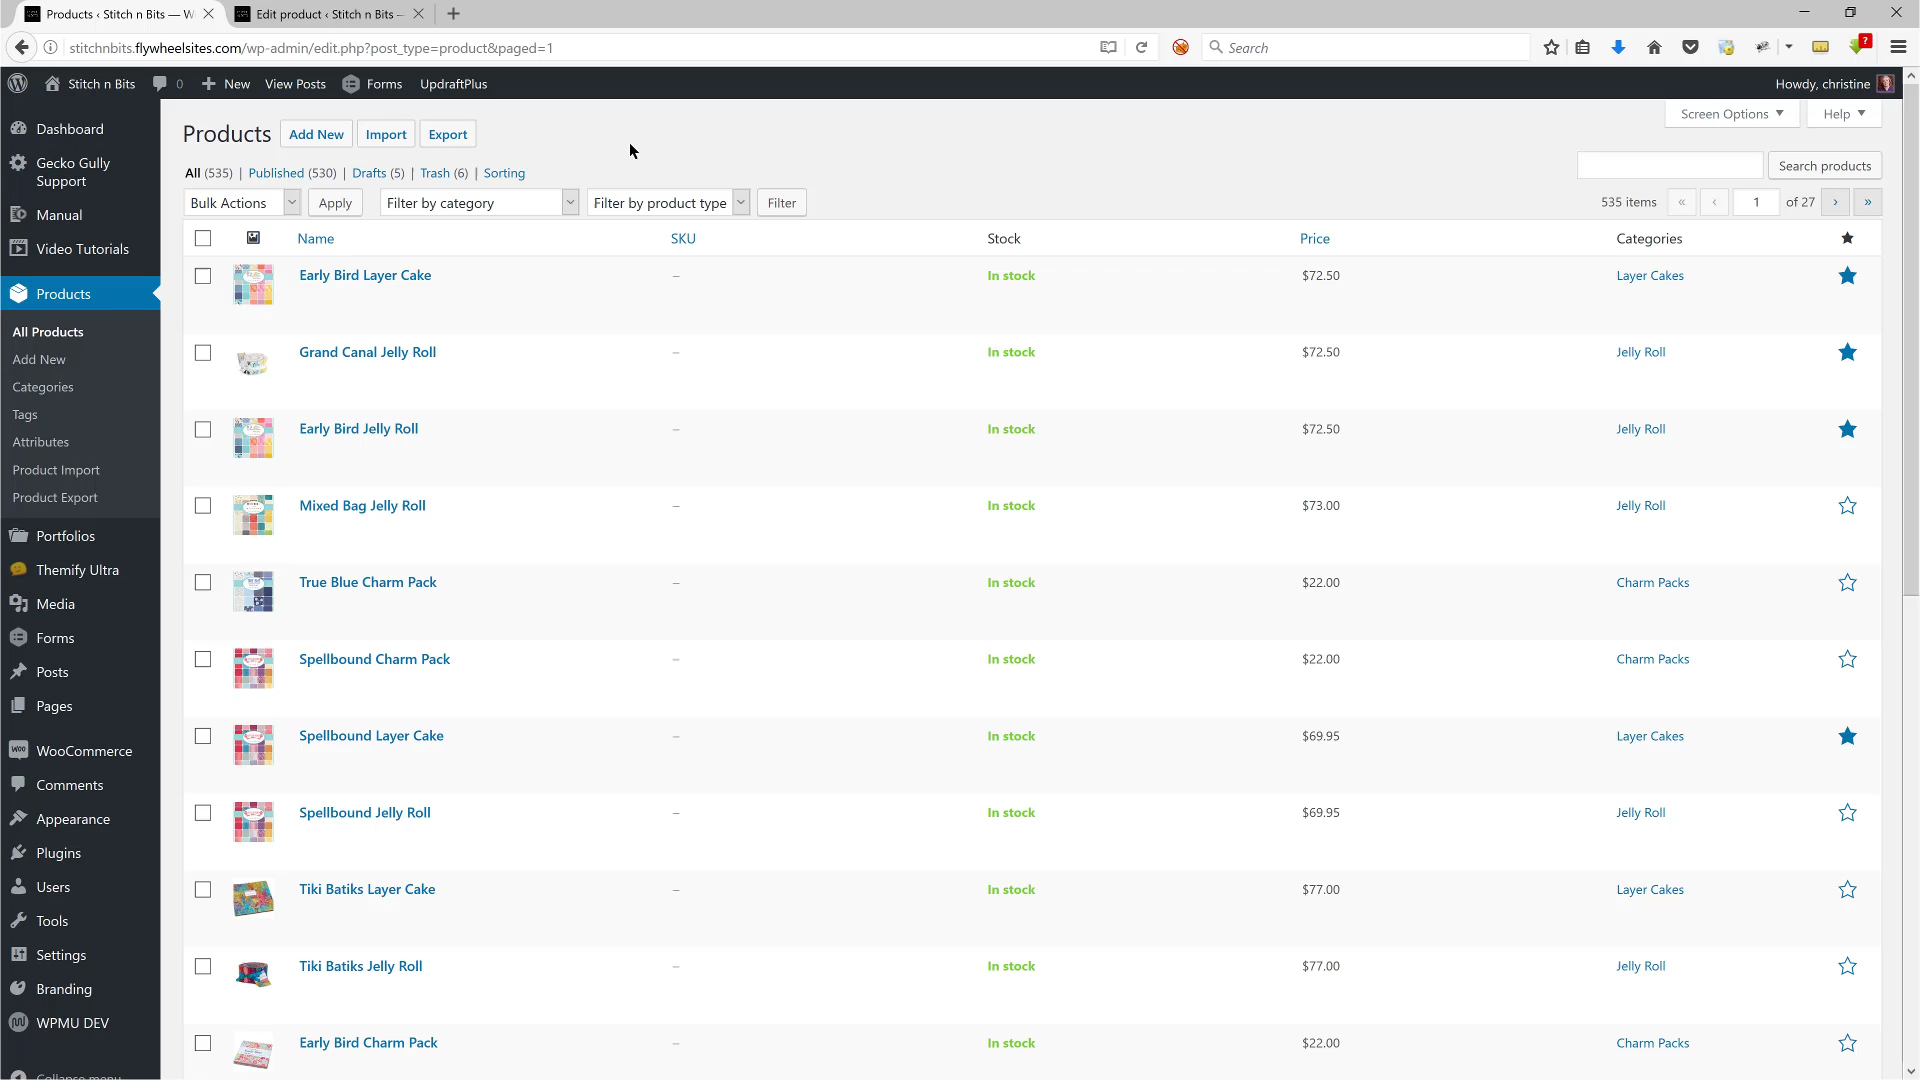 Products ‹ Stitch n Bits — W
Edit product ‹ Stitch n Bits –
stitchnbits.flywheelsites.com/wp-admin/edit.php?post_type=product&paged=1
Search
?
Stitch n Bits
0
New
View Posts
Forms
UpdraftPlus
Howdy, christine
Dashboard
Gecko Gully
Support
Manual
Video Tutorials
Products
All Products
Add New
Categories
Tags
Attributes
Product Import
Product Export
Portfolios
Themify Ultra
Media
Forms
Posts
Pages
WooCommerce
Comments
Appearance
Plugins
Users
Tools
Settings
Branding
WPMU DEV
Collapse menu
Screen Options
Help
Products
Add New
Import
Export
All (535) | Published (530) | Drafts (5) | Trash (6) | Sorting
Search products
Bulk Actions
Apply
Filter by category
Filter by product type
Filter
535 items « ‹ 1 of 27 › »
Name SKU Stock Price Categories
Early Bird Layer Cake – In stock $72.50 Layer Cakes
Grand Canal Jelly Roll – In stock $72.50 Jelly Roll
Early Bird Jelly Roll – In stock $72.50 Jelly Roll
Mixed Bag Jelly Roll – In stock $73.00 Jelly Roll
True Blue Charm Pack – In stock $22.00 Charm Packs
Spellbound Charm Pack – In stock $22.00 Charm Packs
Spellbound Layer Cake – In stock $69.95 Layer Cakes
Spellbound Jelly Roll – In stock $69.95 Jelly Roll
Tiki Batiks Layer Cake – In stock $77.00 Layer Cakes
Tiki Batiks Jelly Roll – In stock $77.00 Jelly Roll
Early Bird Charm Pack – In stock $22.00 Charm Packs